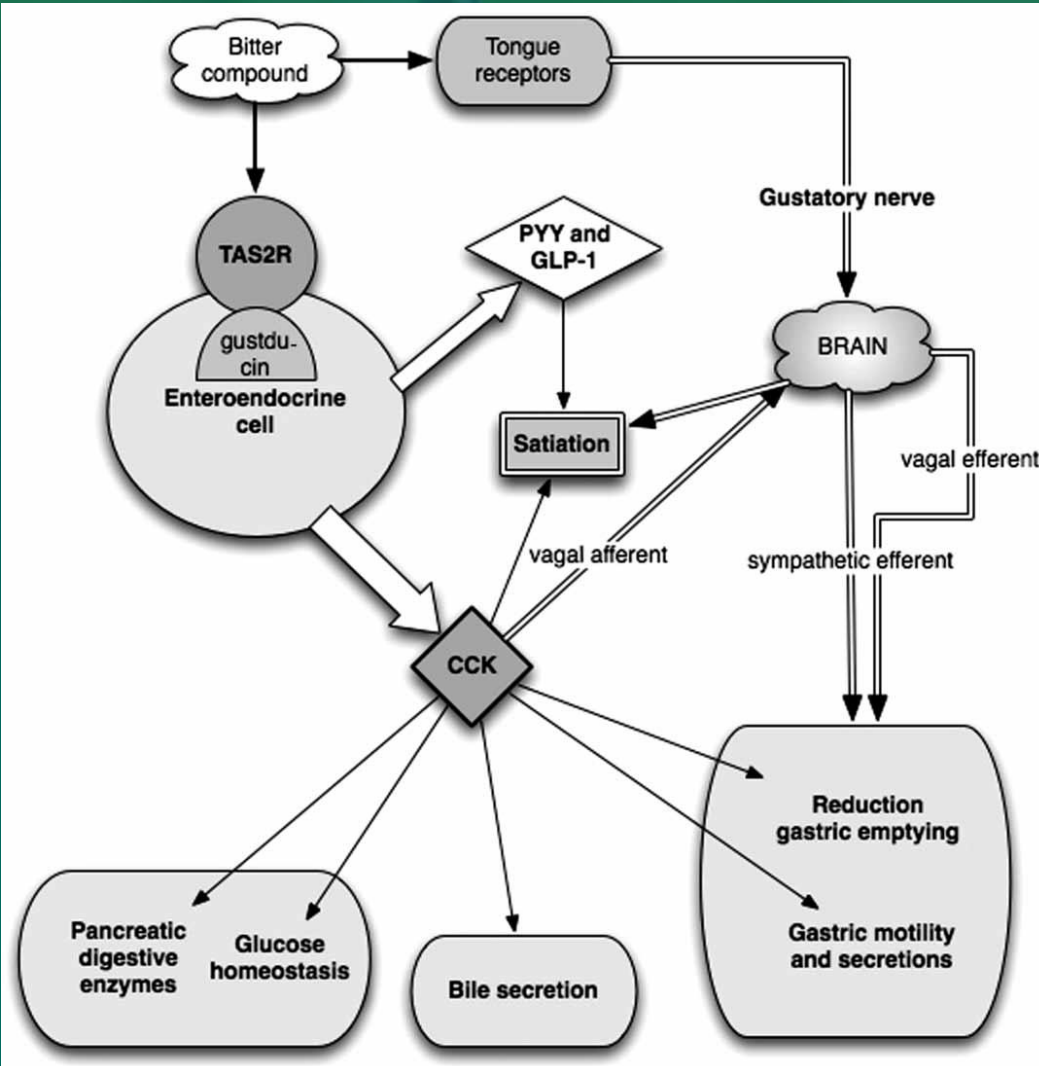 Bitter
compound
Tongue
receptors
Gustatory nerve
TAS2R
PYY and
GLP-1
gustdu-
cin
BRAIN
Enteroendocrine
cell
Satiation
vagal efferent
vagal afferent
sympathetic efferent
CCK
Reduction
gastric emptying
Pancreatic
digestive
enzymes
Glucose
homeostasis
Bile secretion
Gastric motility
and secretions